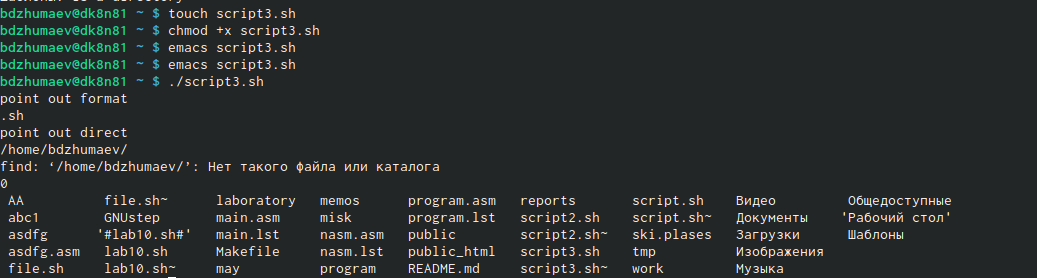 bdzhumaev@dk8n81 ~ $ touch script3.sh
bdzhumaev@dk8n81 ~ $ chmod +x script3.sh
bdzhumaev@dk8n81 ~ $ emacs script3.sh
bdzhumaev@dk8n81 ~ $ emacs script3.sh
bdzhumaev@dk8n81 ~ $ ./script3.sh
point out format
.sh
point out direct
/home/bdzhumaev/
find: ‘/home/bdzhumaev/’: Нет такого файла или каталога
0
AA file.sh~ laboratory memos program.asm reports script.sh Видео Общедоступные
abc1 GNUstep main.asm misk program.lst script2.sh script.sh~ Документы 'Рабочий стол'
asdfg '#lab10.sh#' main.lst nasm.asm public script2.sh~ ski.plases Загрузки Шаблоны
asdfg.asm lab10.sh Makefile nasm.lst public_html script3.sh tmp Изображения
file.sh lab10.sh~ may program README.md script3.sh~ work Музыка